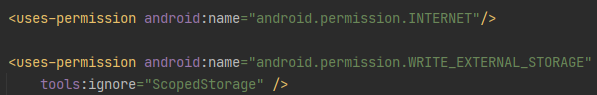 <uses-permission android:name="android.permission.INTERNET"/>
<uses-permission android:name="android.permission.WRITE_EXTERNAL_STORAGE"
tools:ignore="ScopedStorage" />